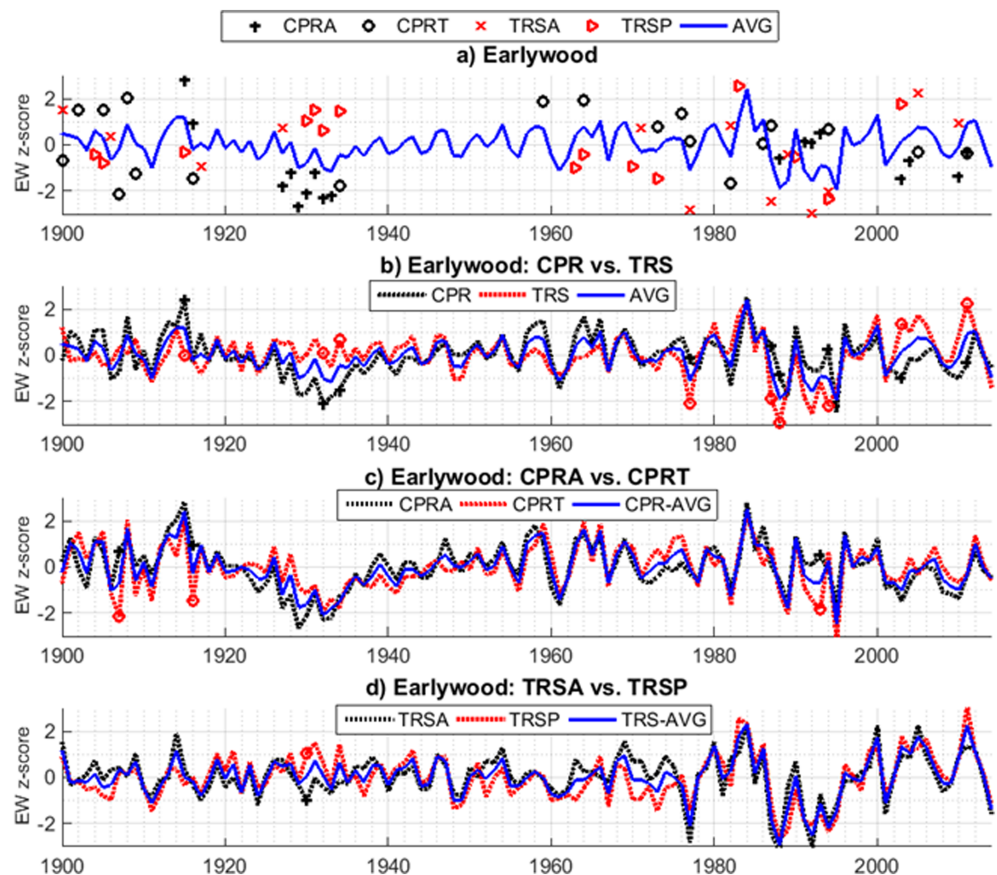 CPRA CPRT TRSA TRSP AVG
a) Earlywood
EW z-score
2
0
-2
1900 1920 1940 1960 1980 2000
b) Earlywood: CPR vs. TRS
CPR TRS AVG
EW z-score
2
0
-2
1900 1920 1940 1960 1980 2000
c) Earlywood: CPRA vs. CPRT
CPRA CPRT CPR-AVG
EW z-score
2
0
-2
1900 1920 1940 1960 1980 2000
d) Earlywood: TRSA vs. TRSP
TRSA TRSP TRS-AVG
EW z-score
2
0
-2
1900 1920 1940 1960 1980 2000